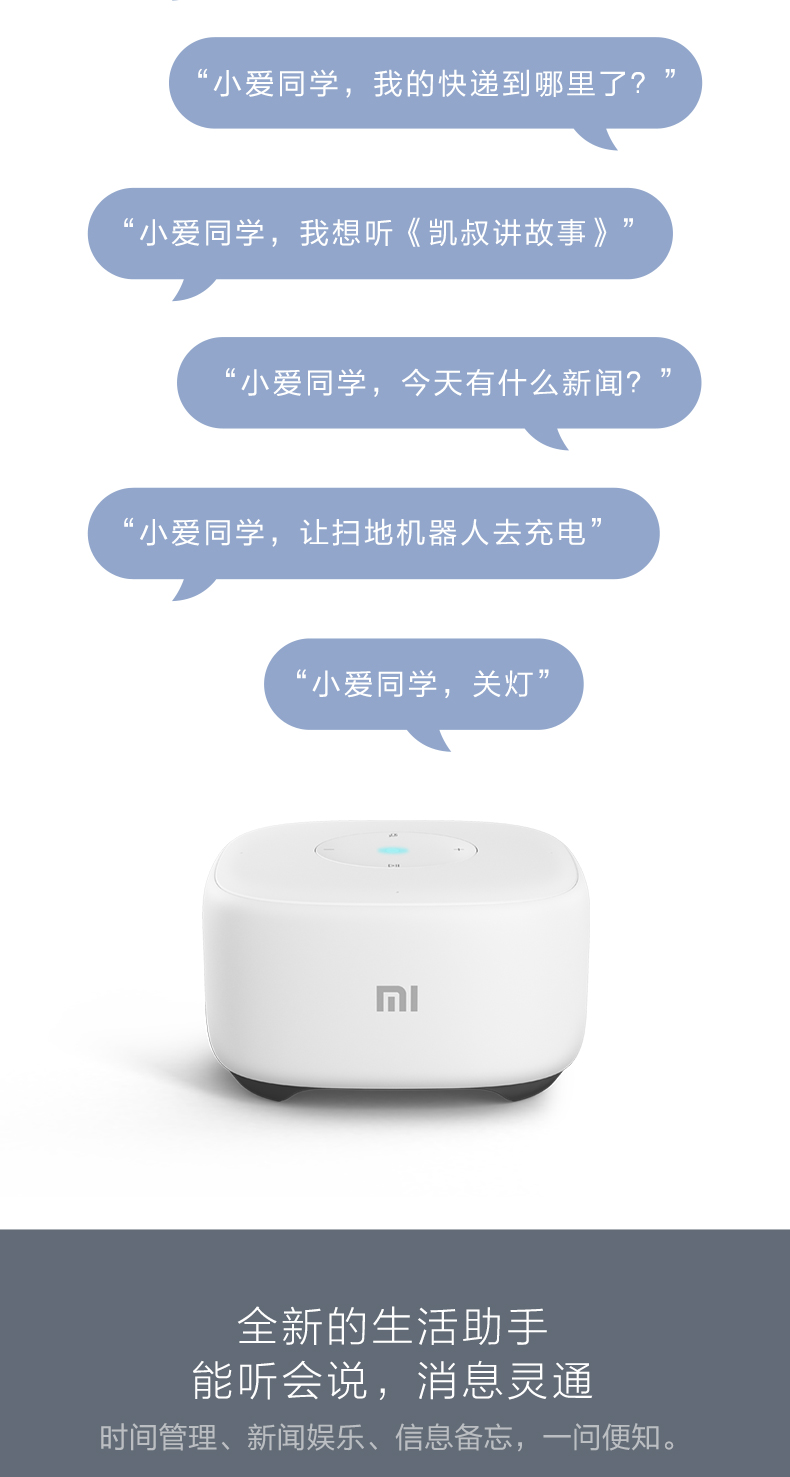 “小爱同学，我的快递到哪里了？”
“小爱同学，我想听《凯叔讲故事》”
“小爱同学，今天有什么新闻？”
“小爱同学，让扫地机器人去充电”
“小爱同学，关灯”
MI
全新的生活助手
能听会说，消息灵通
时间管理、新闻娱乐、信息备忘，一问便知。